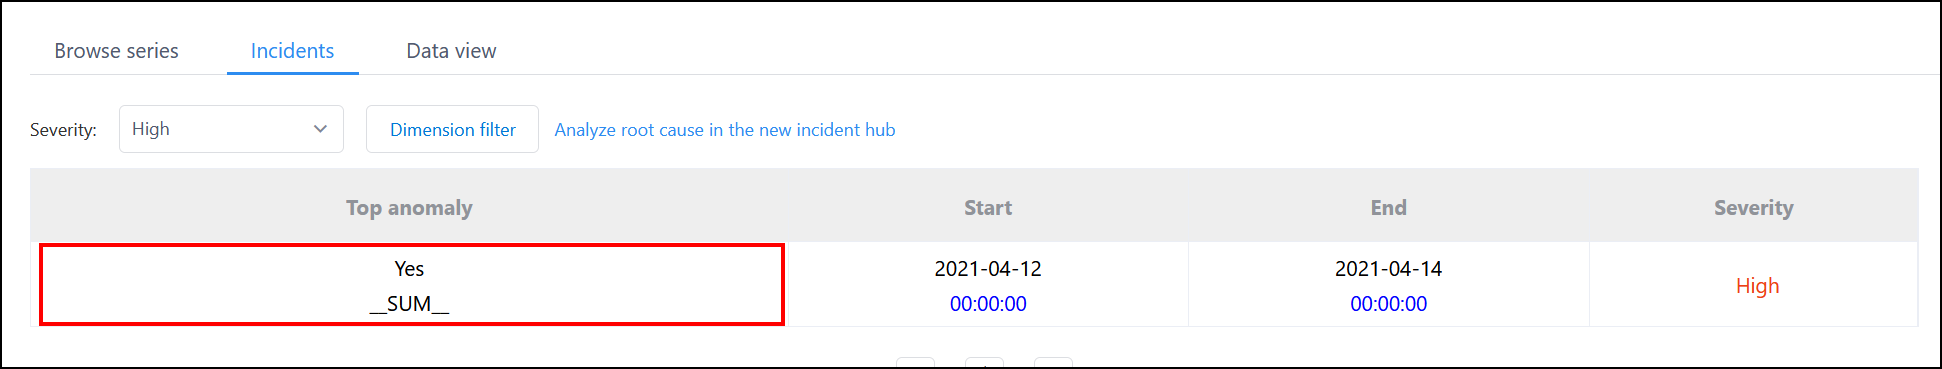 Browse series Incidents Data view
Severity: High Dimension filter Analyze root cause in the new incident hub
Top anomaly Start End Severity
Yes 2021-04-12 2021-04-14 High
__SUM__ 00:00:00 00:00:00